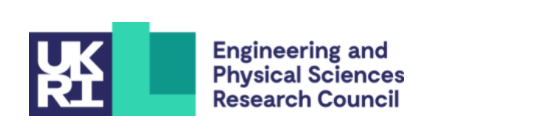 UK
RI
Engineering and
Physical Sciences
Research Council